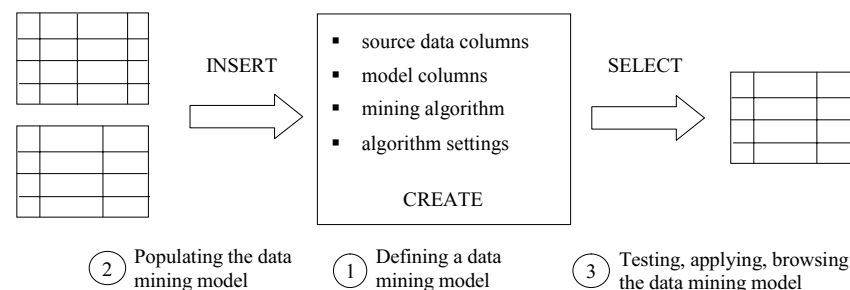 INSERT
▪ source data columns
▪ model columns
▪ mining algorithm
▪ algorithm settings
CREATE
SELECT
2 Populating the data
mining model
1 Defining a data
mining model
3 Testing, applying, browsing
the data mining model